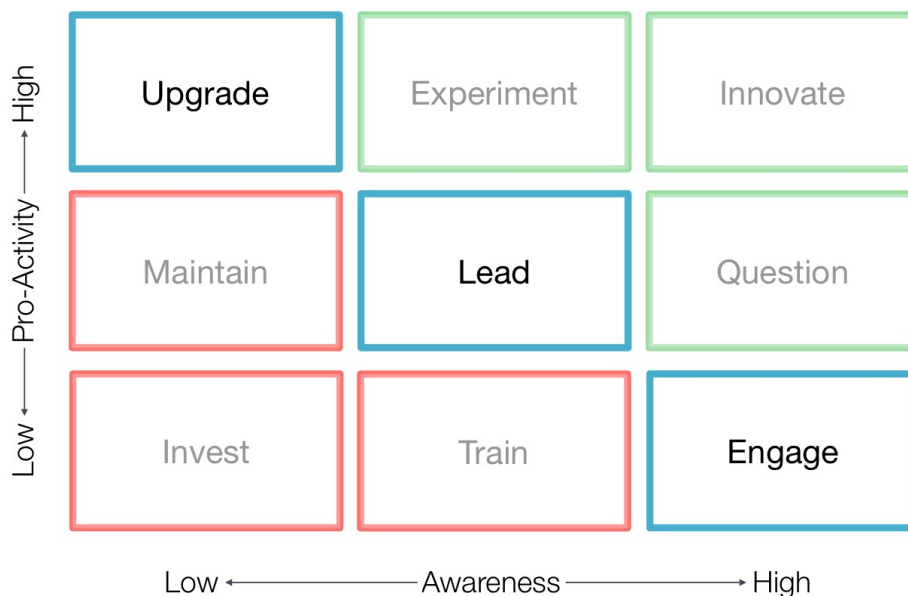 High
Pro-Activity
Low
Upgrade
Experiment
Innovate
Maintain
Lead
Question
Invest
Train
Engage
Low
Awareness
High